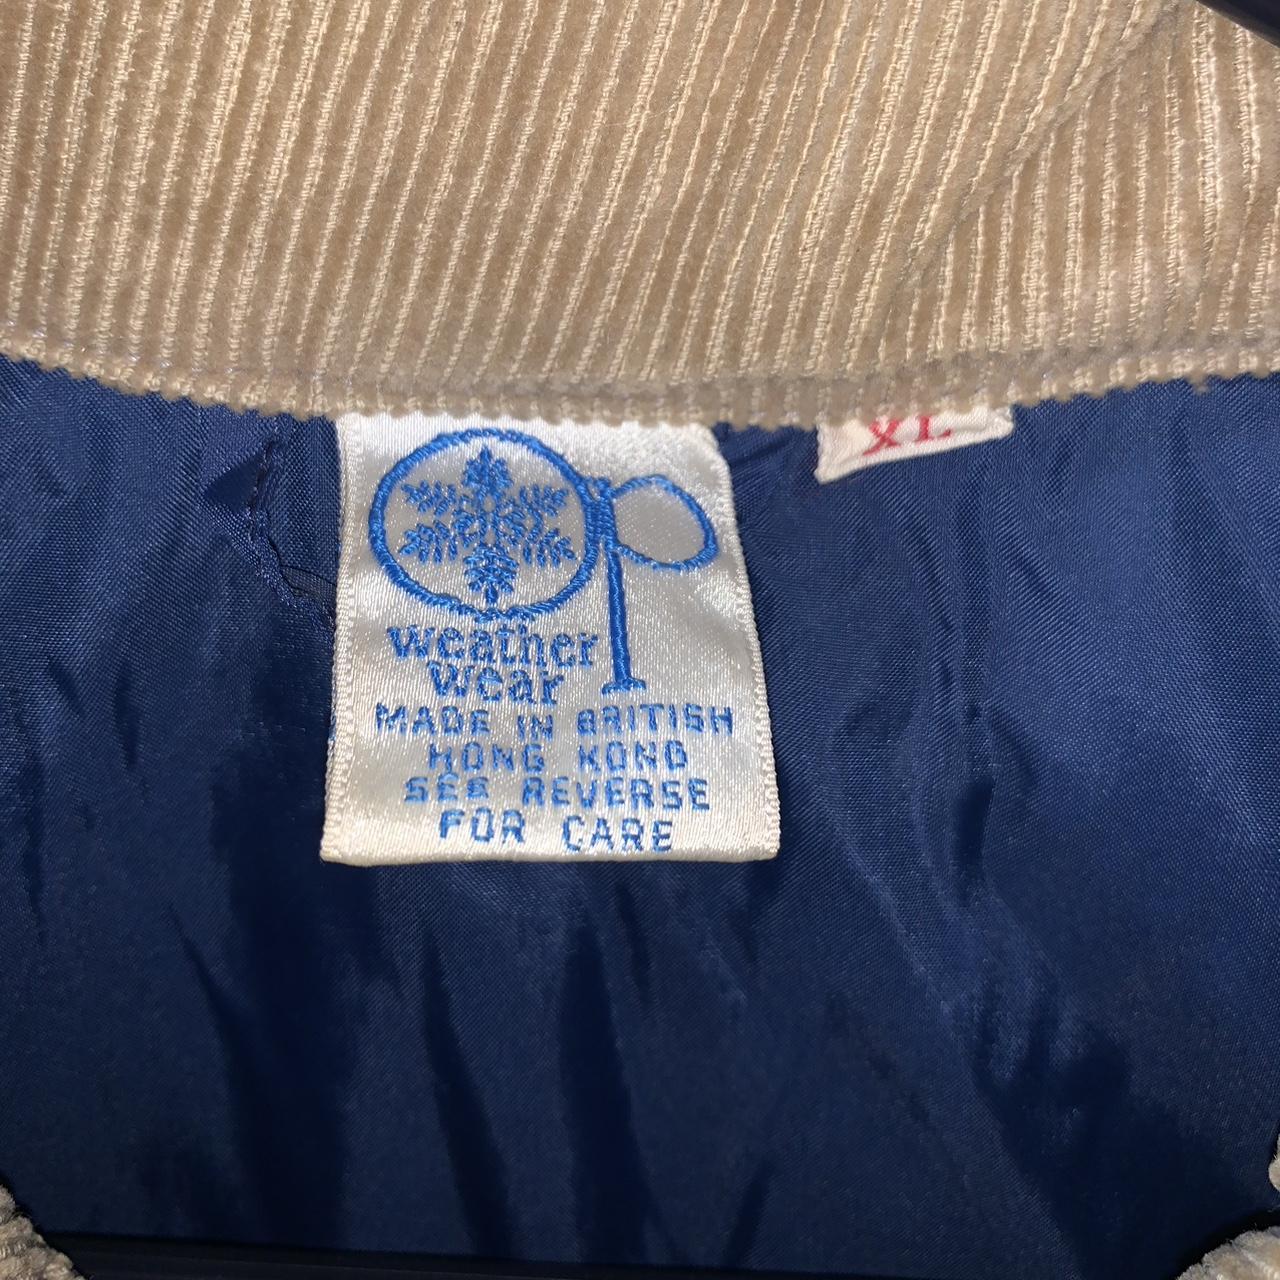 XL
weather
wear
MADE IN BRITISH
HONG KONG
SEE REVERSE
FOR CARE